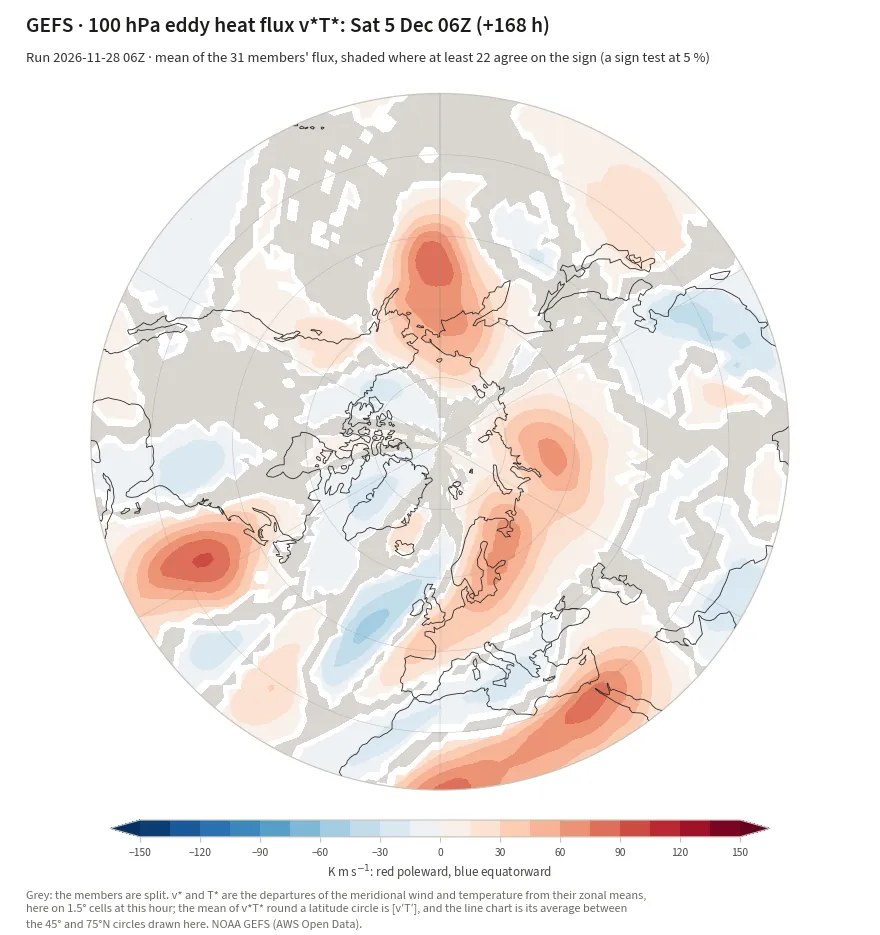 GEFS · 100 hPa eddy heat flux v*T*: Sat 5 Dec 06Z (+168 h)
Run 2026-11-28 06Z · mean of the 31 members' flux, shaded where at least 22 agree on the sign (a sign test at 5 %)
−150 −120 −90 −60 −30 0 30 60 90 120 150
K m s⁻¹: red poleward, blue equatorward
Grey: the members are split. v* and T* are the departures of the meridional wind and temperature from their zonal means,
here on 1.5° cells at this hour; the mean of v*T* round a latitude circle is [v'T'], and the line chart is its average between
the 45° and 75°N circles drawn here. NOAA GEFS (AWS Open Data).